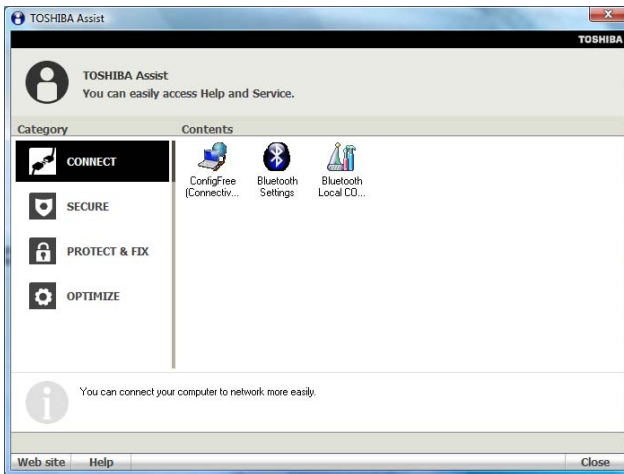 TOSHIBA Assist
TOSHIBA
TOSHIBA Assist
You can easily access Help and Service.
Category
Contents
CONNECT
SECURE
PROTECT & FIX
OPTIMIZE
ConfigFree
(Connectiv...
Bluetooth
Settings
Bluetooth
Local CO...
You can connect your computer to network more easily.
Web site
Help
Close